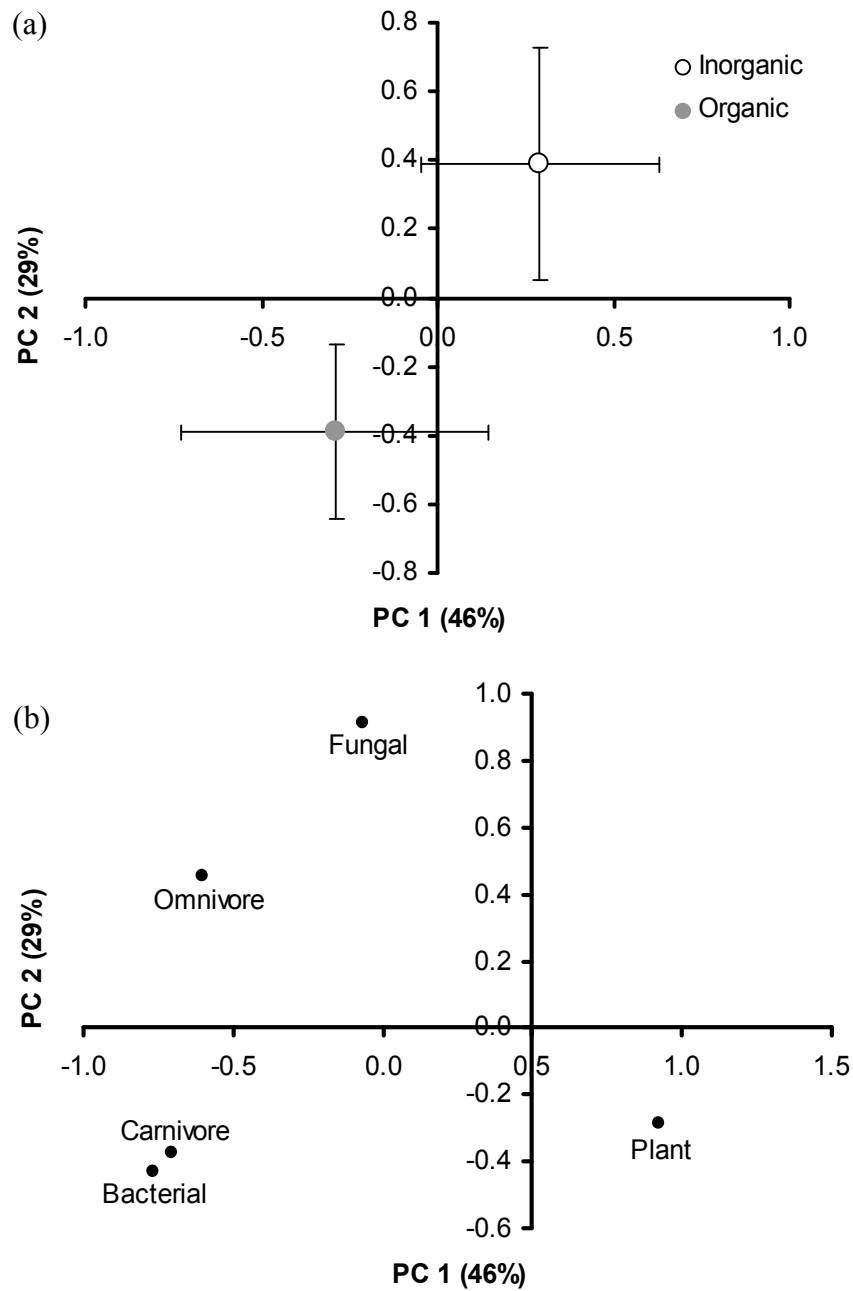 (a)
0.8
Inorganic
0.6
Organic
0.4
0.2
0.0
-1.0 -0.5 0.0 0.5 1.0
-0.2
-0.4
-0.6
-0.8
PC 2 (29%)
PC 1 (46%)
(b)
1.0
Fungal
0.8
0.6
Omnivore
0.4
0.2
0.0
-1.0 -0.5 0.0 0.5 1.0 1.5
-0.2
Carnivore
Plant
-0.4
Bacterial
-0.6
PC 2 (29%)
PC 1 (46%)